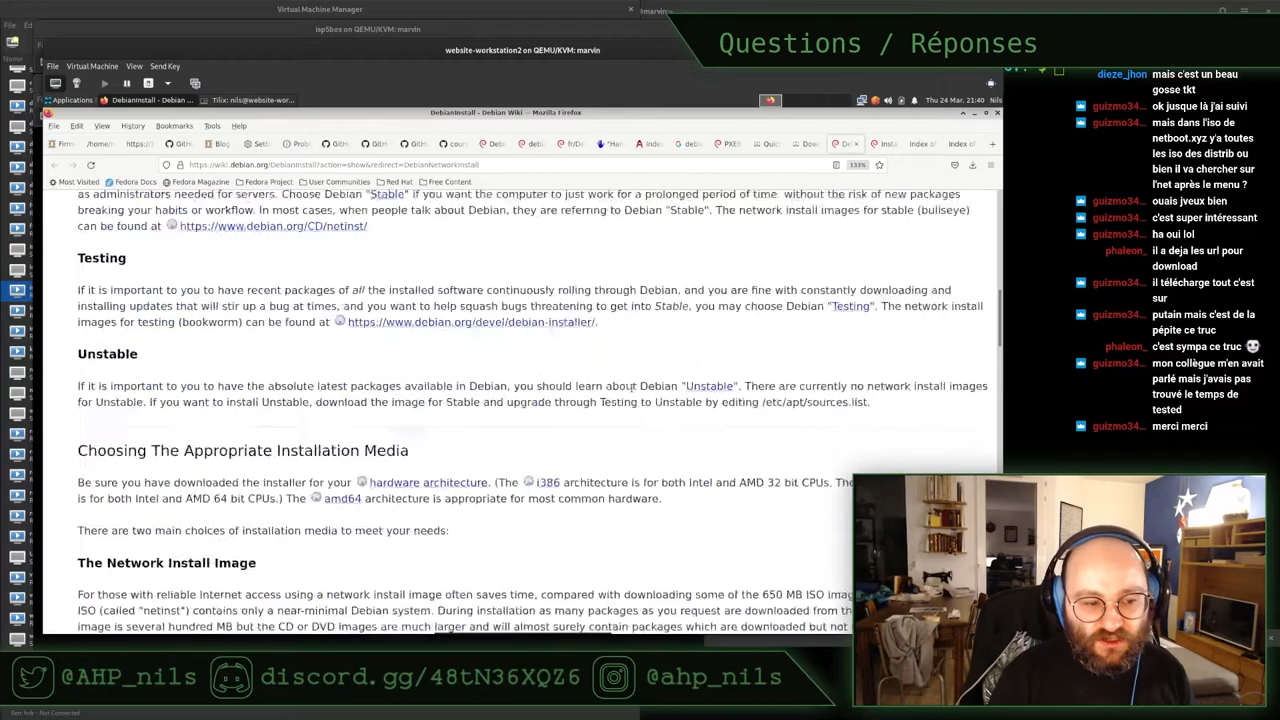 Virtual Machine Manager
isp5box on QEMU/KVM: marvin
website-workstation2 on QEMU/KVM: marvin
File
Virtual Machine
View
Send Key
Applications
DebianInstall - Debian Wiki ...
Tilix: nils@website-wor...
Thu 24 Mar, 21:40
Nils
DebianInstall - Debian Wiki — Mozilla Firefox
File
Edit
View
History
Bookmarks
Tools
Help
https://wiki.debian.org/DebianInstall?action=show&redirect=DebianNetworkInstall
133%
Most Visited
Fedora Docs
Fedora Magazine
Fedora Project
User Communities
Red Hat
Free Content
as administrators needed for servers. Choose Debian "Stable" if you want the computer to just work for a prolonged period of time, without the risk of new packages
breaking your habits or workflow. In most cases, when people talk about Debian, they are referring to Debian "Stable". The network install images for stable (bullseye)
can be found at https://www.debian.org/CD/netinst/
Testing
If it is important to you to have recent packages of all the installed software continuously rolling through Debian, and you are fine with constantly downloading and
installing updates that will stir up a bug at times, and you want to help squash bugs threatening to get into Stable, you may choose Debian "Testing". The network install
images for testing (bookworm) can be found at https://www.debian.org/devel/debian-installer/.
Unstable
If it is important to you to have the absolute latest packages available in Debian, you should learn about Debian "Unstable". There are currently no network install images
for Unstable. If you want to install Unstable, download the image for Stable and upgrade through Testing to Unstable by editing /etc/apt/sources.list.
Choosing The Appropriate Installation Media
Be sure you have downloaded the installer for your hardware architecture. (The i386 architecture is for both Intel and AMD 32 bit CPUs. The
is for both Intel and AMD 64 bit CPUs.) The amd64 architecture is appropriate for most common hardware.
There are two main choices of installation media to meet your needs:
The Network Install Image
For those with reliable Internet access using a network install image often saves time, compared with downloading some of the 650 MB ISO
ISO (called "netinst") contains only a near-minimal Debian system. During installation as many packages as you request are downloaded from
image is several hundred MB but the CD or DVD images are much larger and will almost surely contain packages which are downloaded but not
Questions / Réponses
dieze_jhon mais c'est un beau
gosse tkt
guizmo34... ok jusque là j'ai suivi
guizmo34... mais dans l'iso de
netboot.xyz y'a toutes
les iso des distrib ou
bien il va chercher sur
l'net après le menu ?
guizmo34... ouais jveux bien
guizmo34... c'est super intéressant
guizmo34... ha oui lol
phaleon_ il a deja les url pour
download
guizmo34... il télécharge tout c'est
sur
guizmo34... putain mais c'est de la
pépite ce truc
phaleon_ c'est sympa ce truc
guizmo34... mon collègue m'en avait
parlé mais j'avais pas
trouvé le temps de
tested
guizmo34... merci merci
@AHP_nils
discord.gg/48tN36XQZ6
@ahp_nils